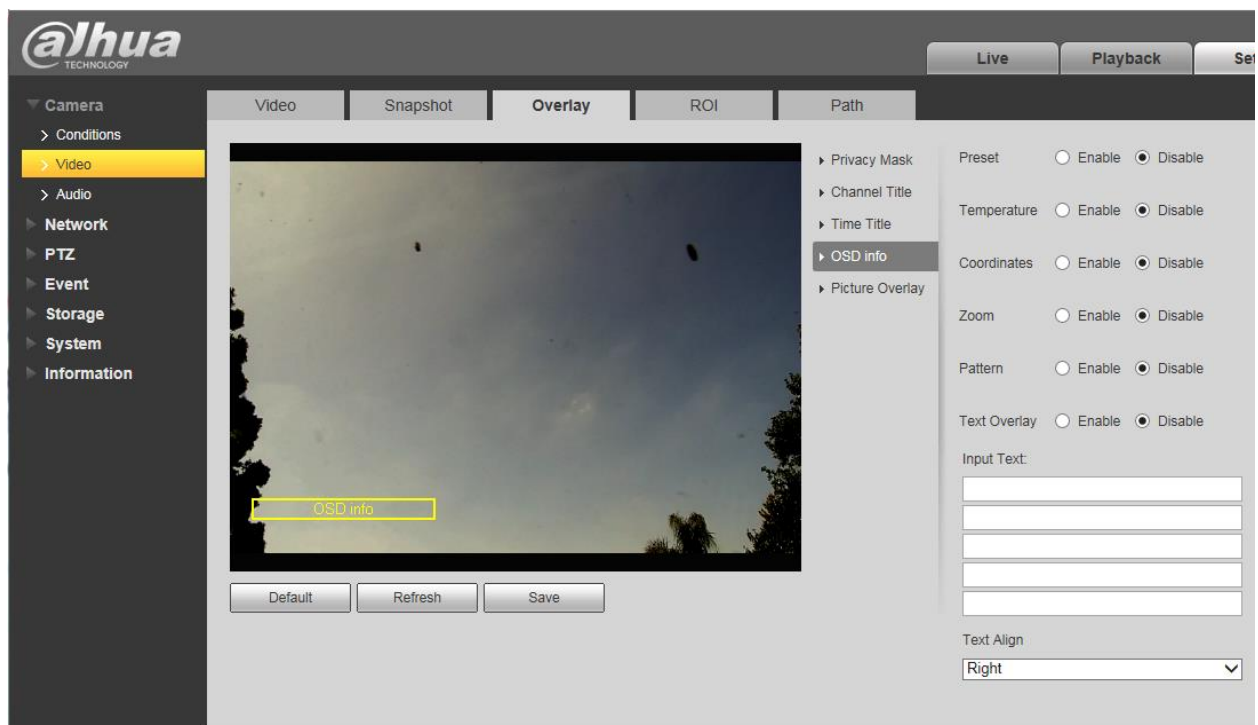 alhua
TECHNOLOGY
Live
Playback
Set
Camera
Conditions
Video
Audio
Network
PTZ
Event
Storage
System
Information
Video
Snapshot
Overlay
ROI
Path
OSD info
Default
Refresh
Save
Privacy Mask
Channel Title
Time Title
OSD info
Picture Overlay
Preset Enable Disable
Temperature Enable Disable
Coordinates Enable Disable
Zoom Enable Disable
Pattern Enable Disable
Text Overlay Enable Disable
Input Text:
Text Align
Right